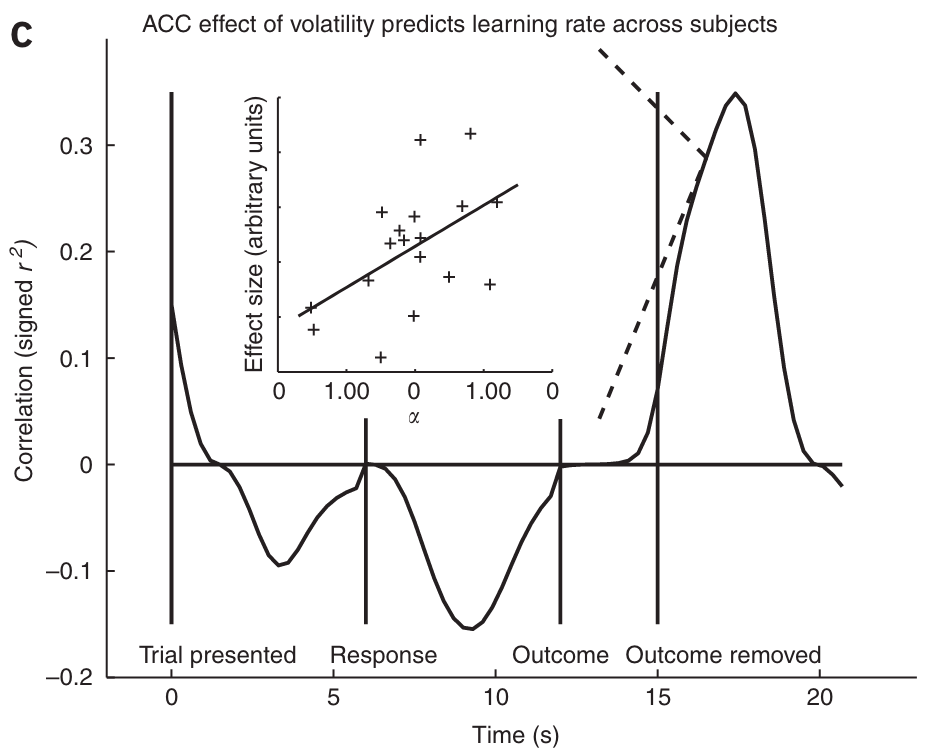 C
ACC effect of volatility predicts learning rate across subjects
Correlation (signed r²)
0.3
0.2
0.1
0
–0.1
–0.2
Effect size (arbitrary units)
0 1.00 0 1.00 0
α
Trial presented Response Outcome Outcome removed
0 5 10 15 20
Time (s)